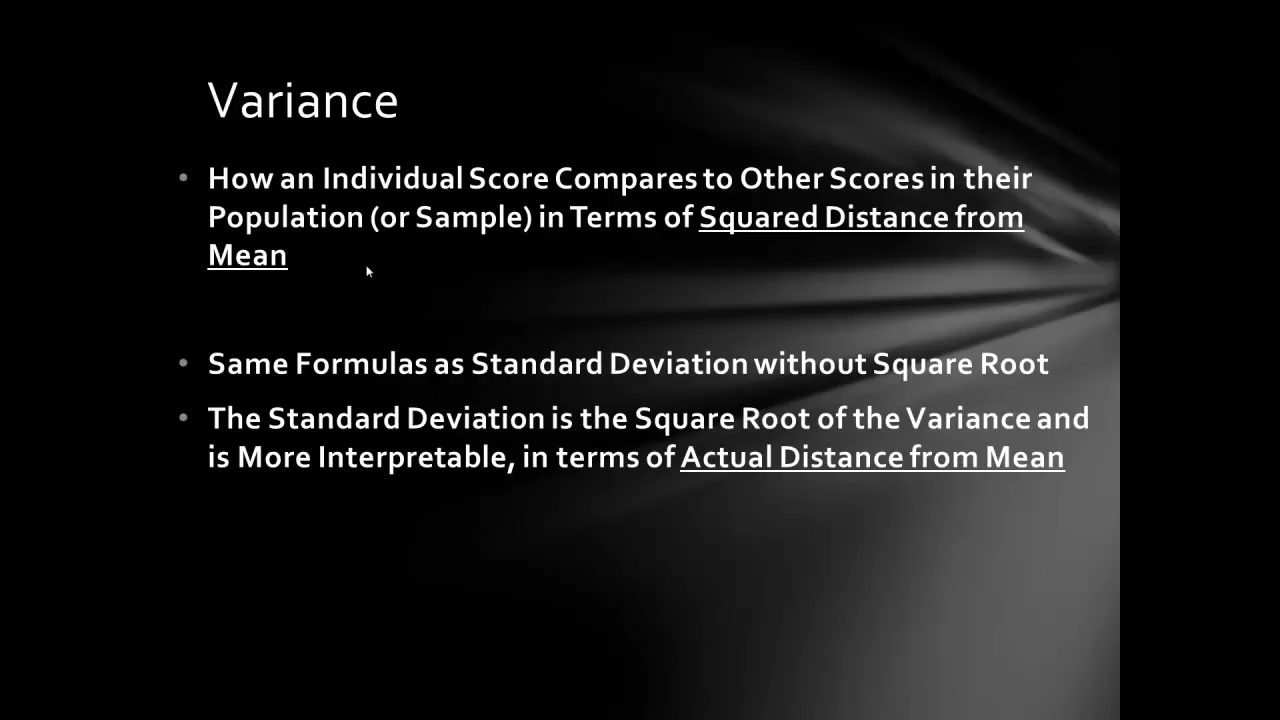 Variance
• How an Individual Score Compares to Other Scores in their
Population (or Sample) in Terms of Squared Distance from
Mean
• Same Formulas as Standard Deviation without Square Root
• The Standard Deviation is the Square Root of the Variance and
is More Interpretable, in terms of Actual Distance from Mean